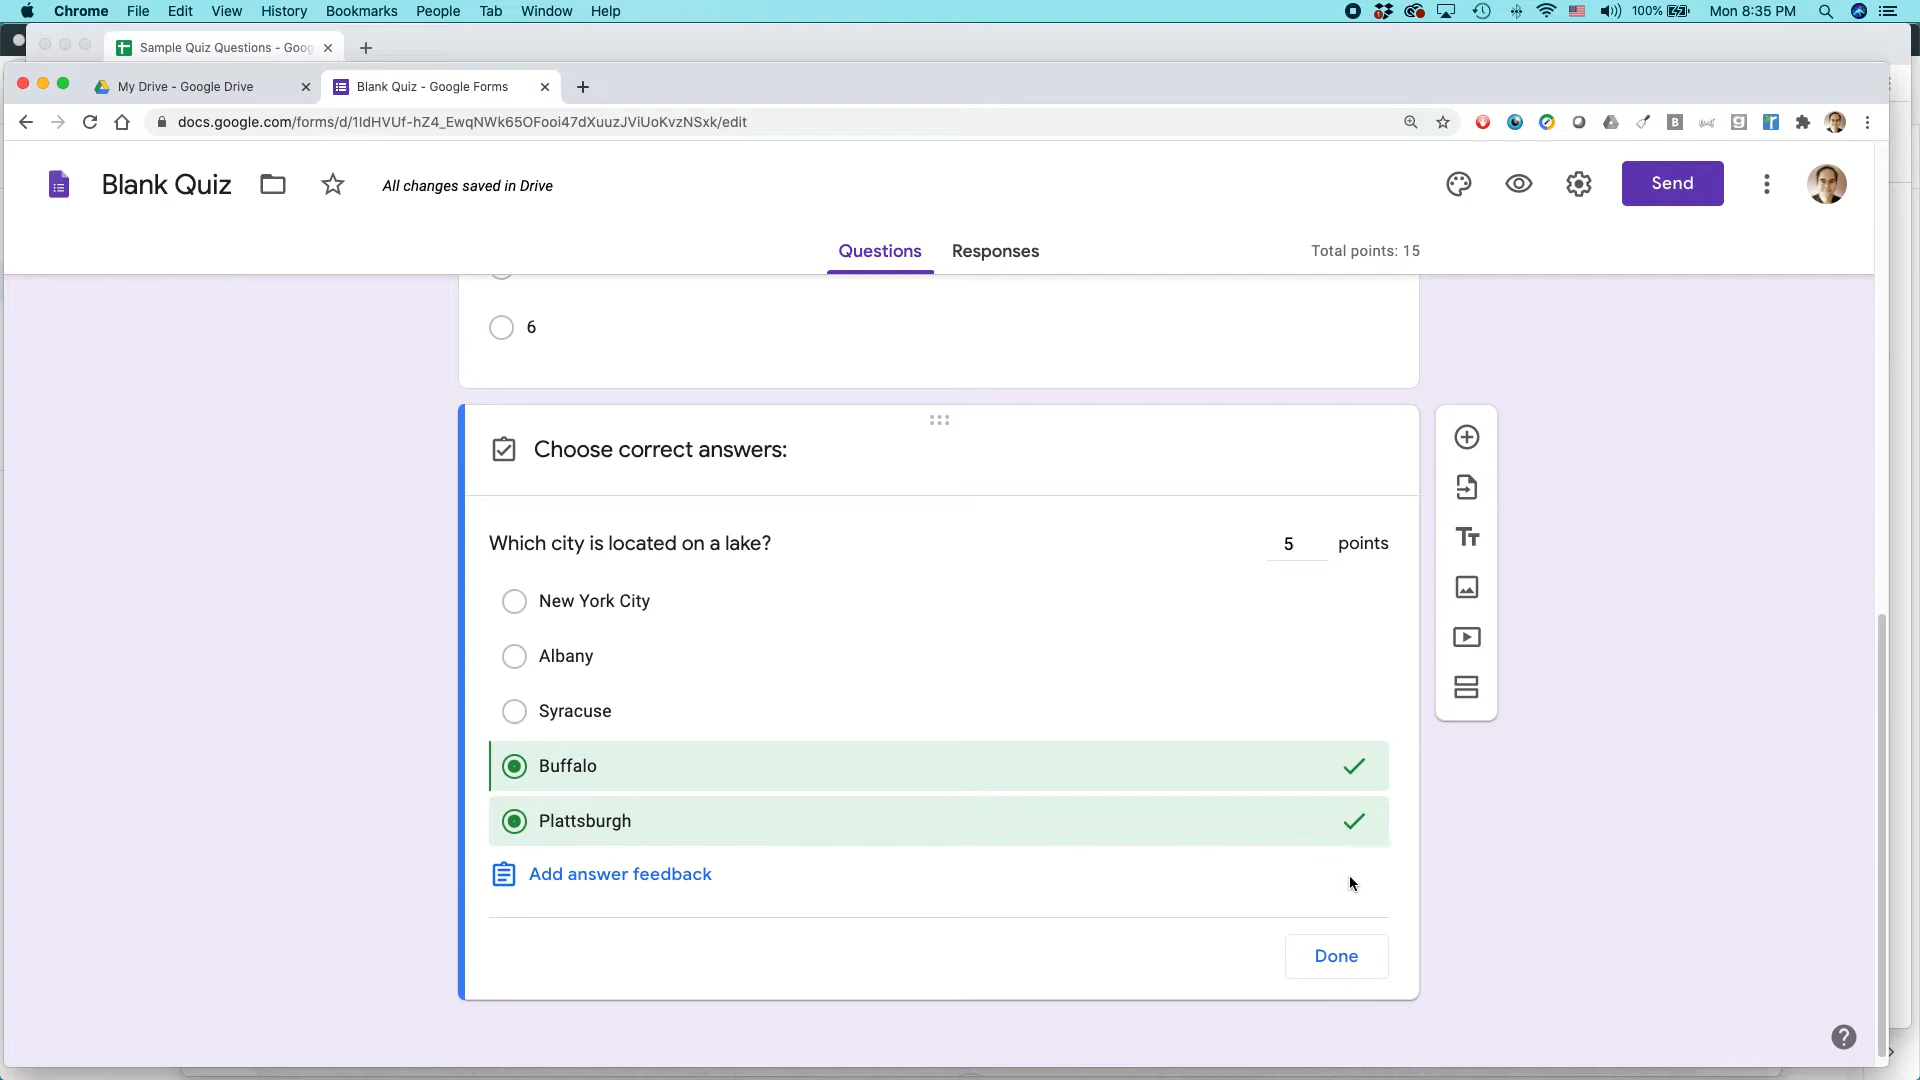 Chrome File Edit View History Bookmarks People Tab Window Help 100% Mon 8:35 PM
Sample Quiz Questions - Goog
My Drive - Google Drive
Blank Quiz - Google Forms
docs.google.com/forms/d/1IdHVUf-hZ4_EwqNWk65OFooi47dXuuzJViUoKvzNSxk/edit
Blank Quiz
All changes saved in Drive
Send
Questions
Responses
Total points: 15
6
Choose correct answers:
Which city is located on a lake?
5 points
New York City
Albany
Syracuse
Buffalo
Plattsburgh
Add answer feedback
Done